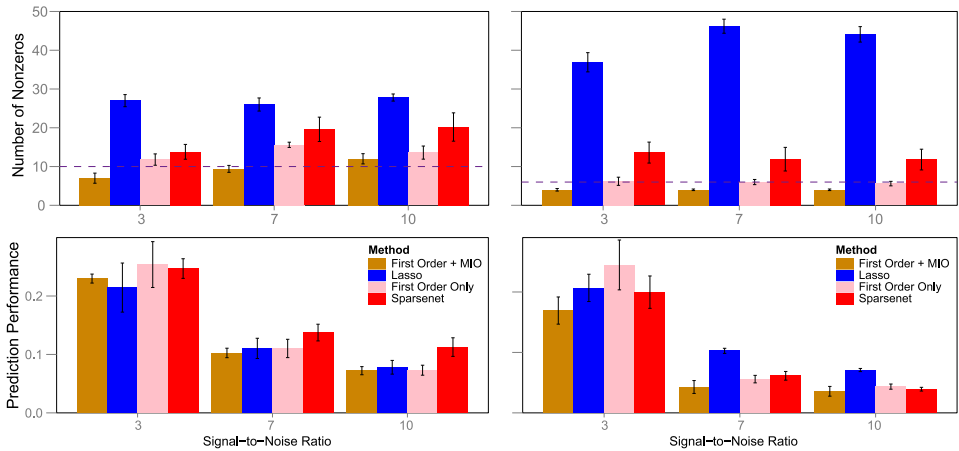 Number of Nonzeros
50
40
30
20
10
0
3
7
10
3
7
10
Prediction Performance
0.2
0.1
0.0
Method
First Order + MIO
Lasso
First Order Only
Sparsenet
3
7
10
Signal−to−Noise Ratio
Method
First Order + MIO
Lasso
First Order Only
Sparsenet
3
7
10
Signal−to−Noise Ratio